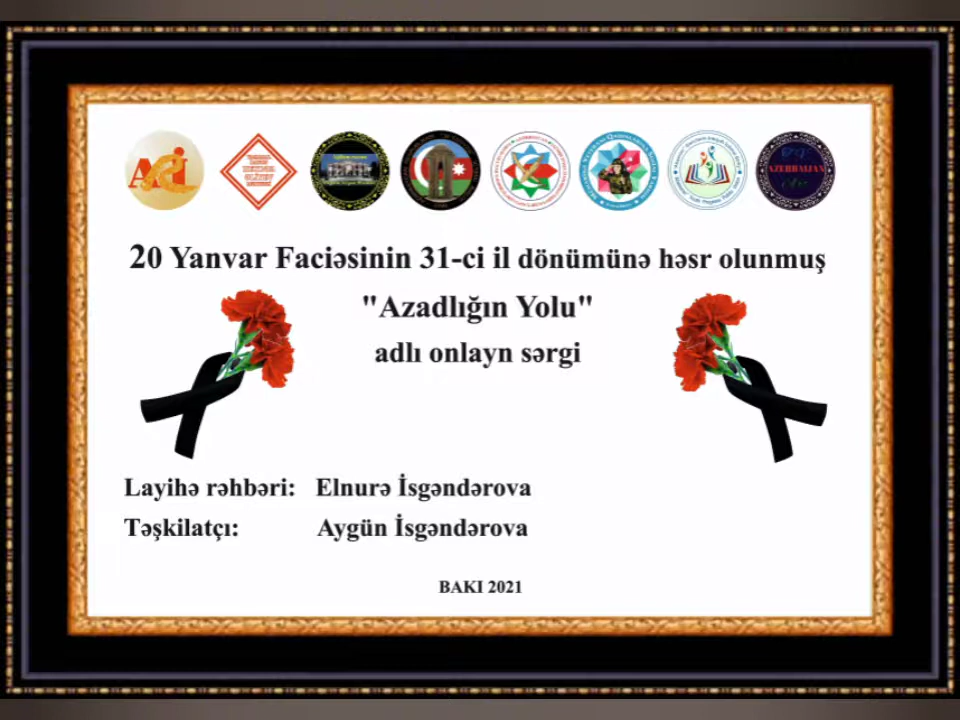 AZERBAIJAN
20 Yanvar Faciəsinin 31-ci il dönümünə həsr olunmuş
"Azadlığın Yolu"
adlı onlayn sərgi
Layihə rəhbəri: Elnurə İsgəndərova
Təşkilatçı: Aygün İsgəndərova
BAKI 2021